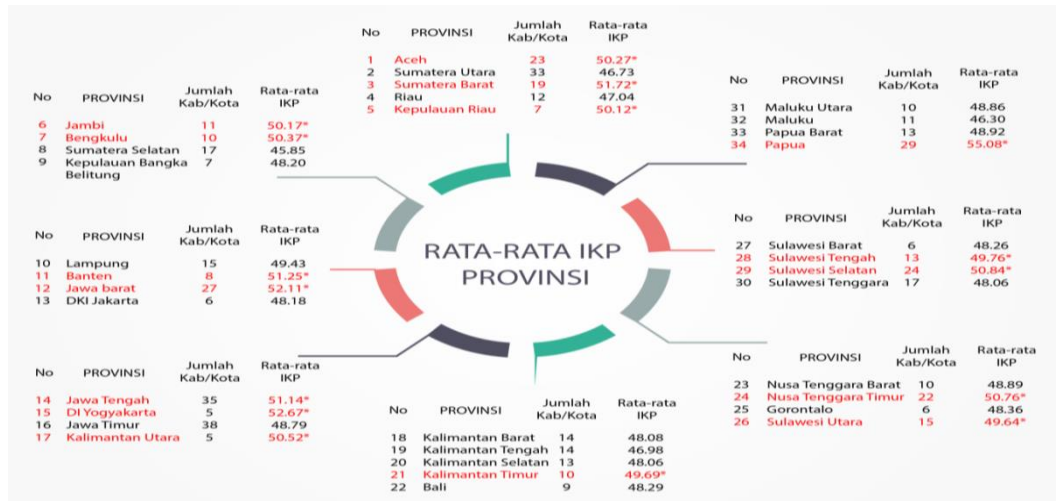 No PROVINSI Jumlah Kab/Kota Rata-rata IKP
1 Aceh 23 50.27*
2 Sumatera Utara 33 46.73
3 Sumatera Barat 19 51.72*
4 Riau 12 47.04
5 Kepulauan Riau 7 50.12*
No PROVINSI Jumlah Kab/Kota Rata-rata IKP
6 Jambi 11 50.17*
7 Bengkulu 10 50.37*
8 Sumatera Selatan 17 45.85
9 Kepulauan Bangka 7 48.20
Belitung
No PROVINSI Jumlah Kab/Kota Rata-rata IKP
10 Lampung 15 49.43
11 Banten 8 51.25*
12 Jawa barat 27 52.11*
13 DKI Jakarta 6 48.18
No PROVINSI Jumlah Kab/Kota Rata-rata IKP
14 Jawa Tengah 35 51.14*
15 DI Yogyakarta 5 52.67*
16 Jawa Timur 38 48.79
17 Kalimantan Utara 5 50.52*
No PROVINSI Jumlah Kab/Kota Rata-rata IKP
18 Kalimantan Barat 14 48.08
19 Kalimantan Tengah 14 46.98
20 Kalimantan Selatan 13 48.06
21 Kalimantan Timur 10 49.69*
22 Bali 9 48.29
No PROVINSI Jumlah Kab/Kota Rata-rata IKP
23 Nusa Tenggara Barat 10 48.89
24 Nusa Tenggara Timur 22 50.76*
25 Gorontalo 6 48.36
26 Sulawesi Utara 15 49.64*
No PROVINSI Jumlah Kab/Kota Rata-rata IKP
27 Sulawesi Barat 6 48.26
28 Sulawesi Tengah 13 49.76*
29 Sulawesi Selatan 24 50.84*
30 Sulawesi Tenggara 17 48.06
No PROVINSI Jumlah Kab/Kota Rata-rata IKP
31 Maluku Utara 10 48.86
32 Maluku 11 46.30
33 Papua Barat 13 48.92
34 Papua 29 55.08*
RATA-RATA IKP
PROVINSI